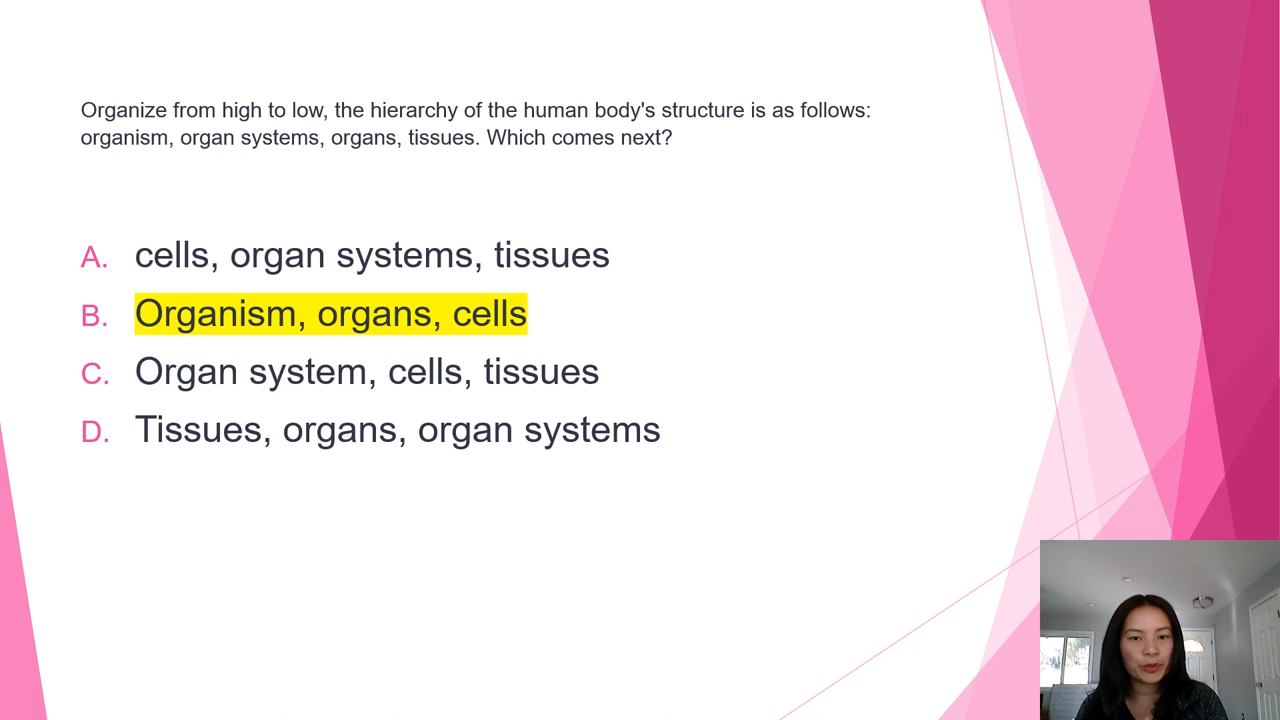 Organize from high to low, the hierarchy of the human body's structure is as follows:
organism, organ systems, organs, tissues. Which comes next?
A. cells, organ systems, tissues
B. Organism, organs, cells
C. Organ system, cells, tissues
D. Tissues, organs, organ systems